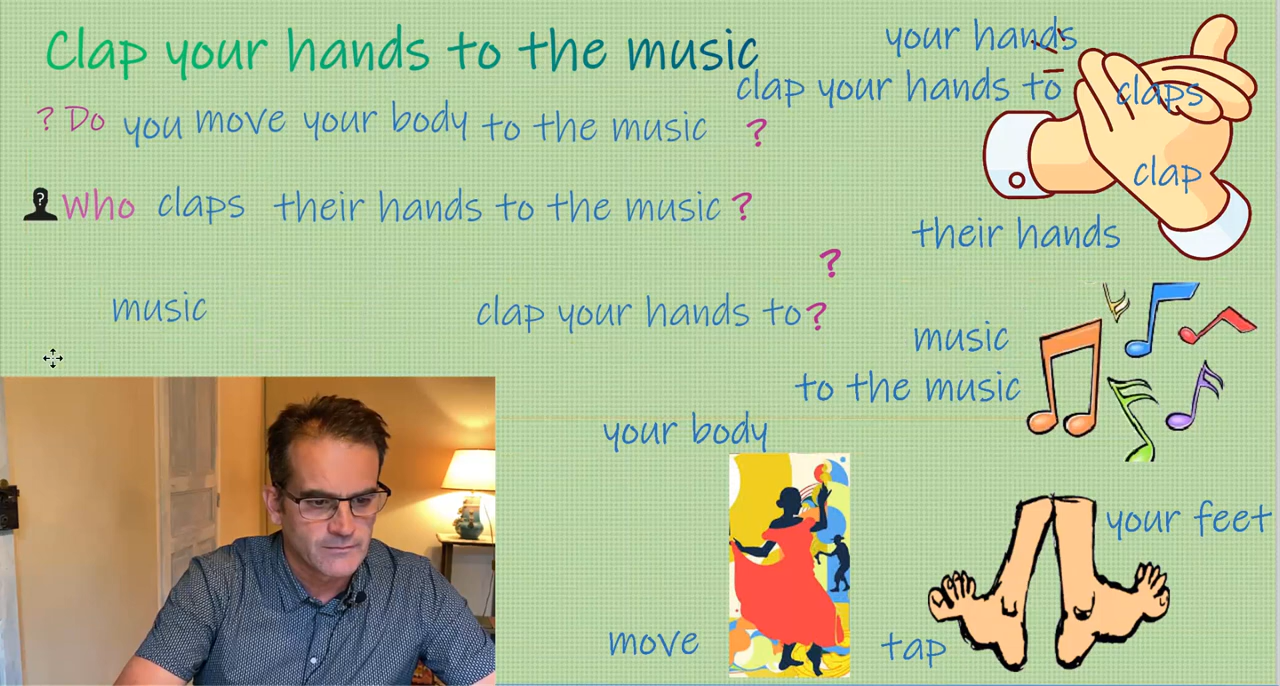 Clap your hands to the music
your hands
clap your hands to
claps
? Do you move your body to the music ?
clap
? Who claps their hands to the music ?
their hands
?
music
clap your hands to ?
music
to the music
your body
your feet
move
tap